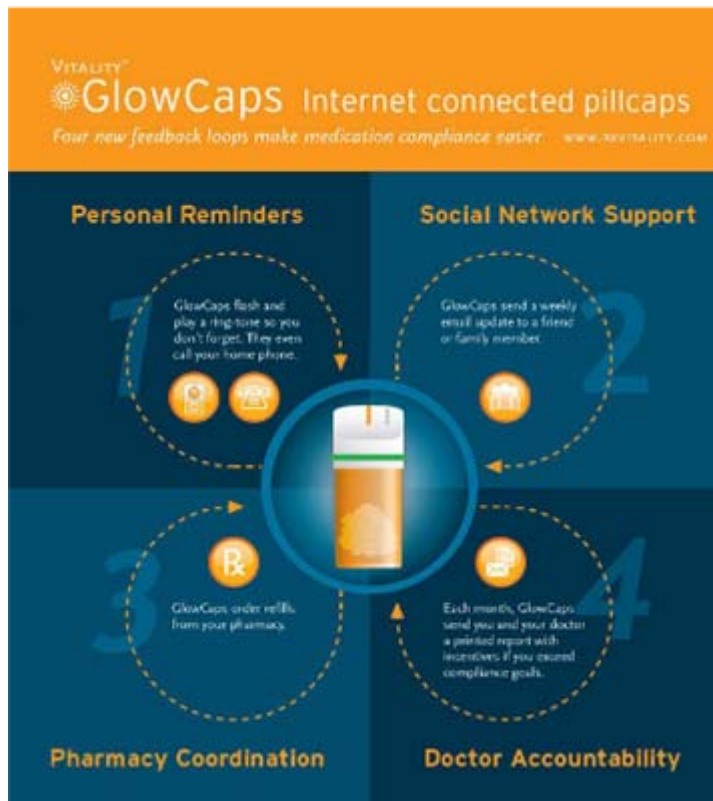 VITALITY™
GlowCaps Internet connected pillcaps
Four new feedback loops make medication compliance easier
Personal Reminders
Social Network Support
1
GlowCaps flash and
play a ring-tone so you
don't forget. They even
call your home phone.
2
GlowCaps send a weekly
email update to a friend
or family member.
3
Rx
GlowCaps order refills
from your pharmacy.
4
Each month, GlowCaps
send you and your doctor
a printed report with
incentives if you exceed
compliance goals.
Pharmacy Coordination
Doctor Accountability